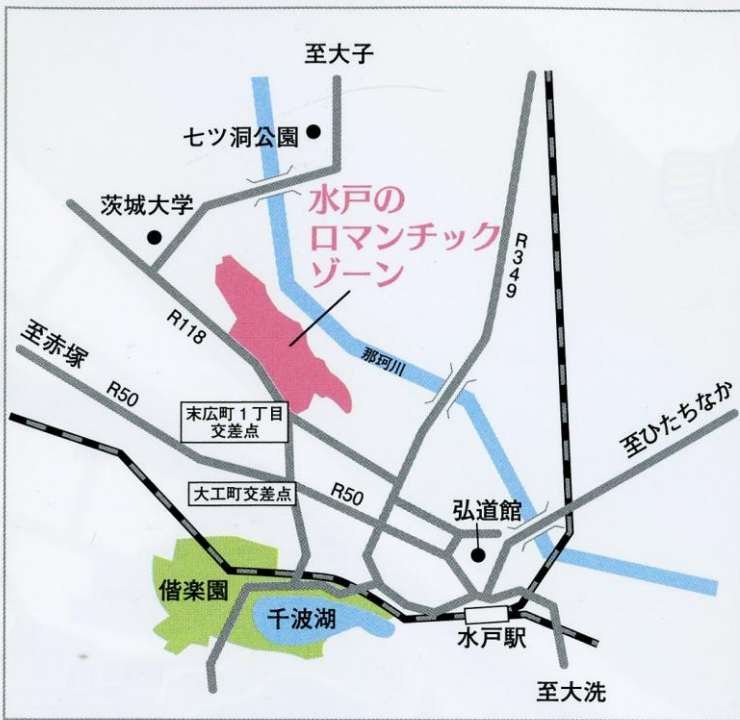 至大子
七ツ洞公園
茨城大学
水戸の
ロマンチック
ゾーン
R349
R118
至赤塚
R50
那珂川
末広町1丁目
交差点
至ひたちなか
大工町交差点
R50
弘道館
偕楽園
千波湖
水戸駅
至大洗